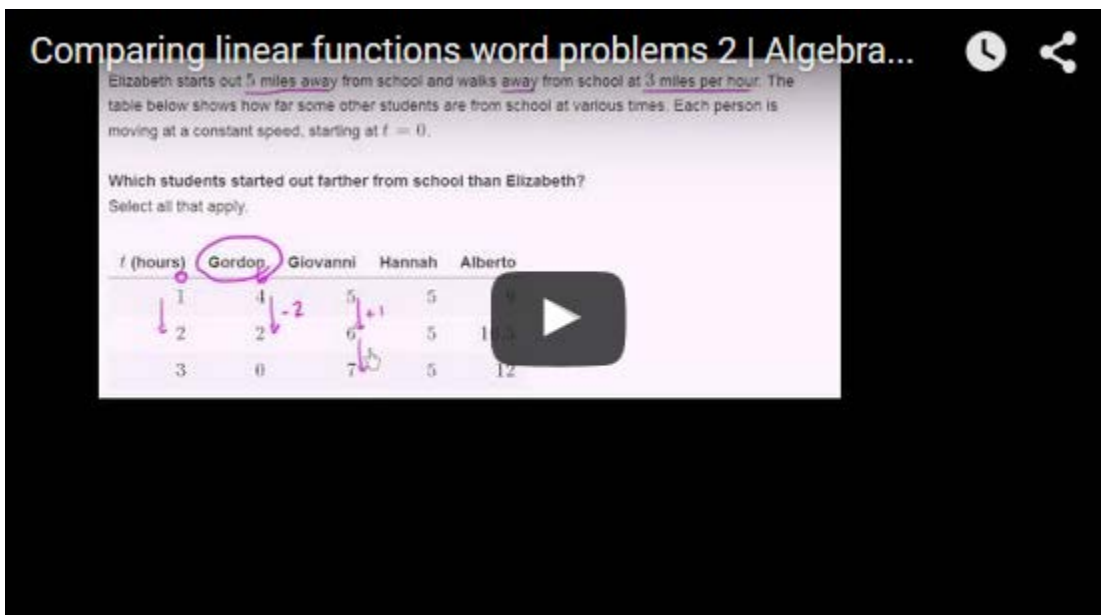 Comparing linear functions word problems 2 | Algebra...
Elizabeth starts out 5 miles away from school and walks away from school at 3 miles per hour. The
table below shows how far some other students are from school at various times. Each person is
moving at a constant speed, starting at t = 0.
Which students started out farther from school than Elizabeth?
Select all that apply.
t (hours) Gordon Giovanni Hannah Alberto
1 4 5 5 9
-2 +1
2 2 6 5 10.5
3 0 7 5 12